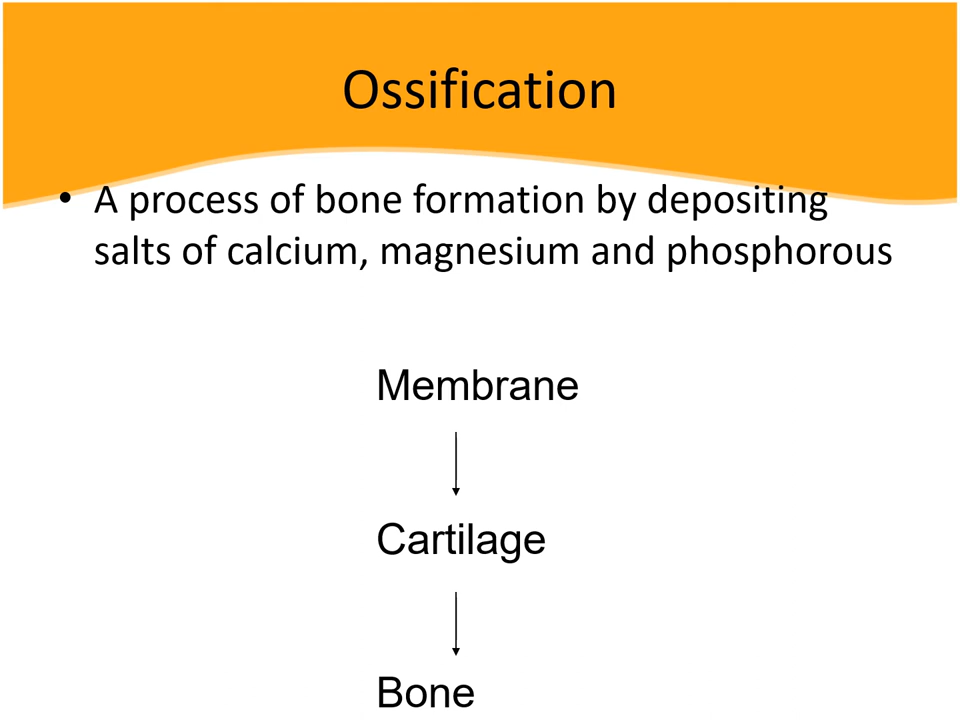 Ossification
• A process of bone formation by depositing
salts of calcium, magnesium and phosphorous
Membrane
Cartilage
Bone